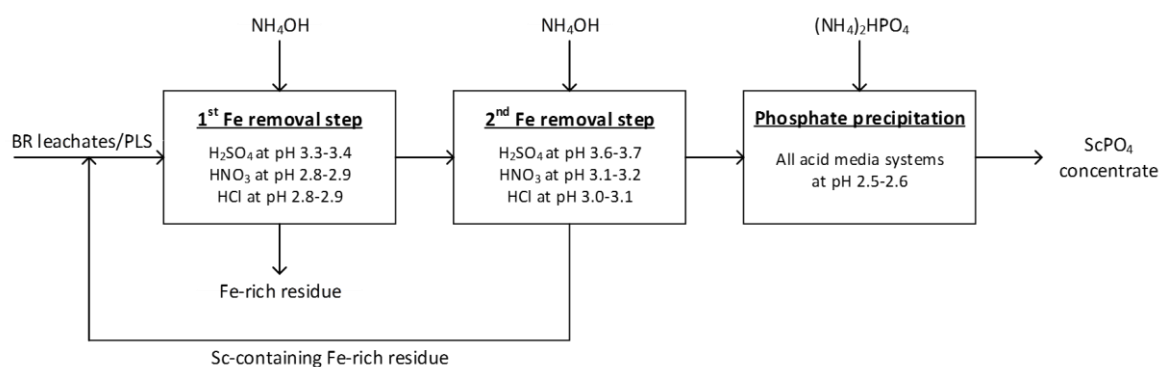 NH₄OH
NH₄OH
(NH₄)₂HPO₄
BR leachates/PLS
1st Fe removal step
H₂SO₄ at pH 3.3-3.4
HNO₃ at pH 2.8-2.9
HCl at pH 2.8-2.9
2nd Fe removal step
H₂SO₄ at pH 3.6-3.7
HNO₃ at pH 3.1-3.2
HCl at pH 3.0-3.1
Phosphate precipitation
All acid media systems
at pH 2.5-2.6
ScPO₄
concentrate
Fe-rich residue
Sc-containing Fe-rich residue